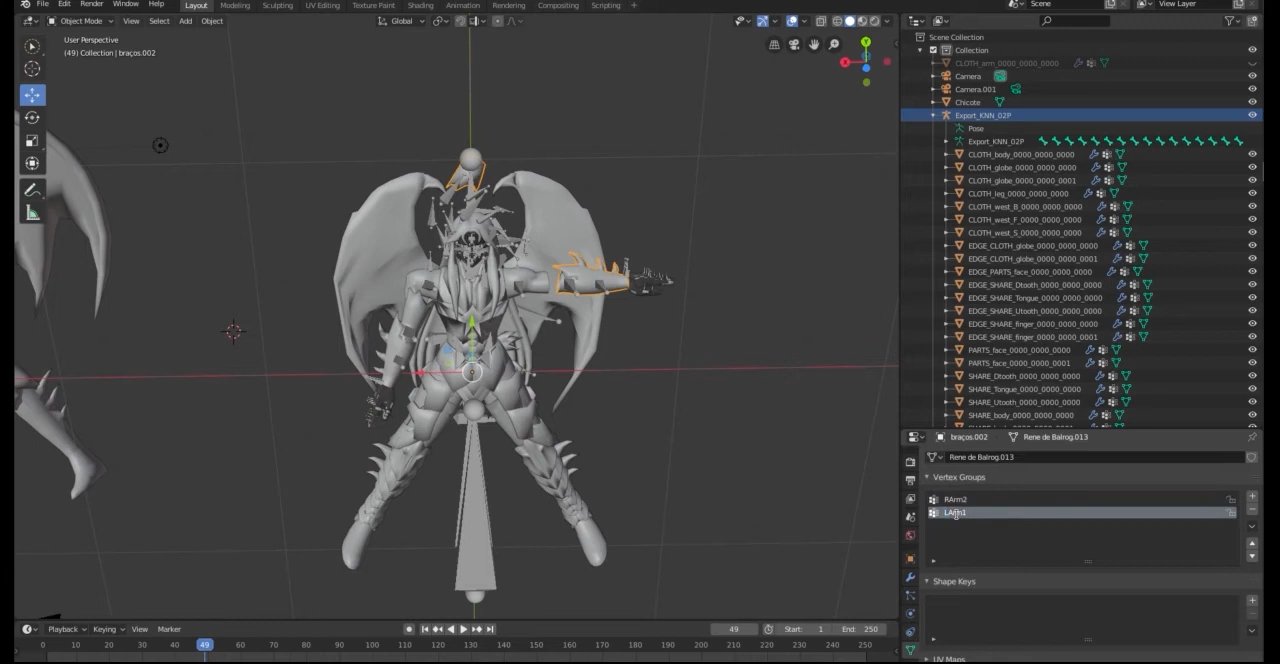 File Edit Render Window Help Layout Modeling Sculpting UV Editing Texture Paint Shading Animation Rendering Compositing Scripting + Scene View Layer
Object Mode View Select Add Object Global
User Perspective
(49) Collection | braços.002
Y
X
Scene Collection
Collection
CLOTH_arm_0000_0000_0000
Camera
Camera.001
Chicote
Export_KNN_02P
Pose
Export_KNN_02P
CLOTH_body_0000_0000_0000
CLOTH_globe_0000_0000_0000
CLOTH_globe_0000_0000_0001
CLOTH_leg_0000_0000_0000
CLOTH_west_B_0000_0000_0000
CLOTH_west_F_0000_0000_0000
CLOTH_west_S_0000_0000_0000
EDGE_CLOTH_globe_0000_0000_0000
EDGE_CLOTH_globe_0000_0000_0001
EDGE_PARTS_face_0000_0000_0000
EDGE_SHARE_Dtooth_0000_0000_0000
EDGE_SHARE_Tongue_0000_0000_0000
EDGE_SHARE_Utooth_0000_0000_0000
EDGE_SHARE_finger_0000_0000_0000
EDGE_SHARE_finger_0000_0000_0001
PARTS_face_0000_0000_0000
PARTS_face_0000_0000_0001
SHARE_Dtooth_0000_0000_0000
SHARE_Tongue_0000_0000_0000
SHARE_Utooth_0000_0000_0000
SHARE_body_0000_0000_0000
braços.002 Rene de Balrog.013
Rene de Balrog.013
Vertex Groups
RArm2
LArm1
Shape Keys
UV Maps
Playback Keying View Marker 49 Start: 1 End: 250
0 10 20 30 40 49 60 70 80 90 100 110 120 130 140 150 160 170 180 190 200 210 220 230 240 250